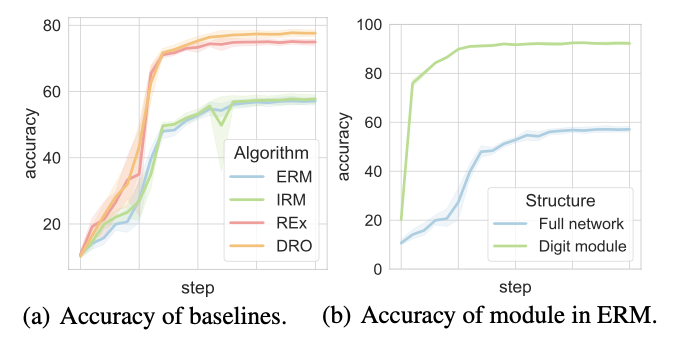 80
60
40
20
accuracy
step
Algorithm
ERM
IRM
REx
DRO
(a) Accuracy of baselines.
100
80
60
40
20
0
accuracy
step
Structure
Full network
Digit module
(b) Accuracy of module in ERM.